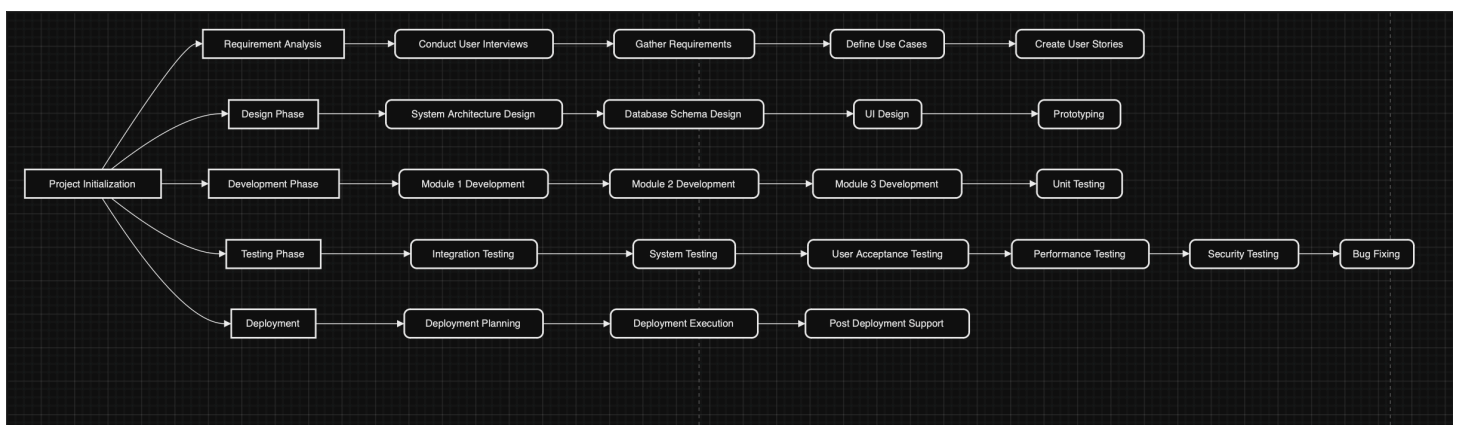 Requirement Analysis
Conduct User Interviews
Gather Requirements
Define Use Cases
Create User Stories
Design Phase
System Architecture Design
Database Schema Design
UI Design
Prototyping
Project Initialization
Development Phase
Module 1 Development
Module 2 Development
Module 3 Development
Unit Testing
Testing Phase
Integration Testing
System Testing
User Acceptance Testing
Performance Testing
Security Testing
Bug Fixing
Deployment
Deployment Planning
Deployment Execution
Post Deployment Support